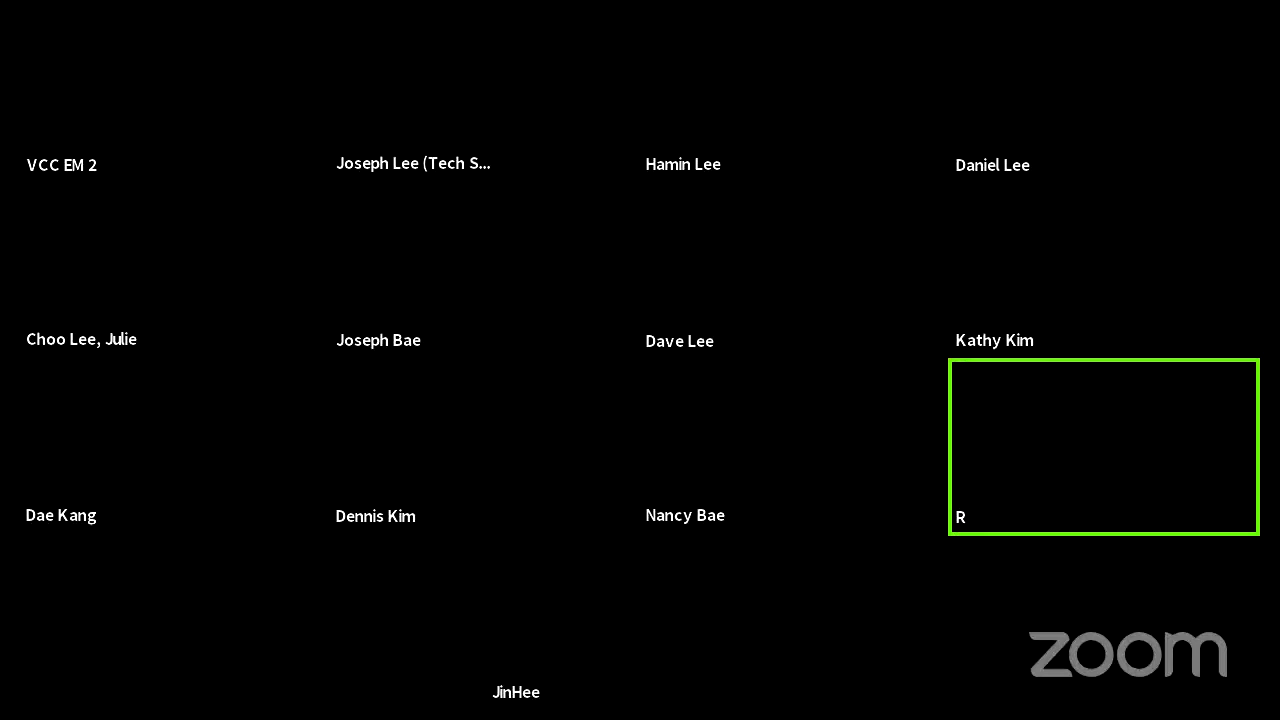 VCC EM 2
Joseph Lee (Tech S...
Hamin Lee
Daniel Lee
Choo Lee, Julie
Joseph Bae
Dave Lee
Kathy Kim
Dae Kang
Dennis Kim
Nancy Bae
R
zoom
JinHee